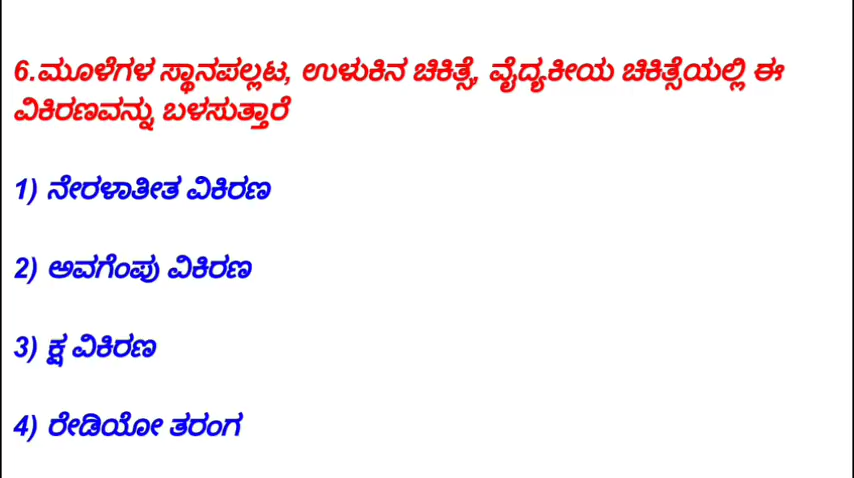 6.ಮೂಳೆಗಳ ಸ್ಥಾನಪಲ್ಲಟ, ಉಳುಕಿನ ಚಿಕಿತ್ಸೆ, ವೈದ್ಯಕೀಯ ಚಿಕಿತ್ಸೆಯಲ್ಲಿ ಈ
ವಿಕಿರಣವನ್ನು ಬಳಸುತ್ತಾರೆ
1) ನೇರಳಾತೀತ ವಿಕಿರಣ
2) ಅವಗೆಂಪು ವಿಕಿರಣ
3) ಕ್ಷ ವಿಕಿರಣ
4) ರೇಡಿಯೋ ತರಂಗ